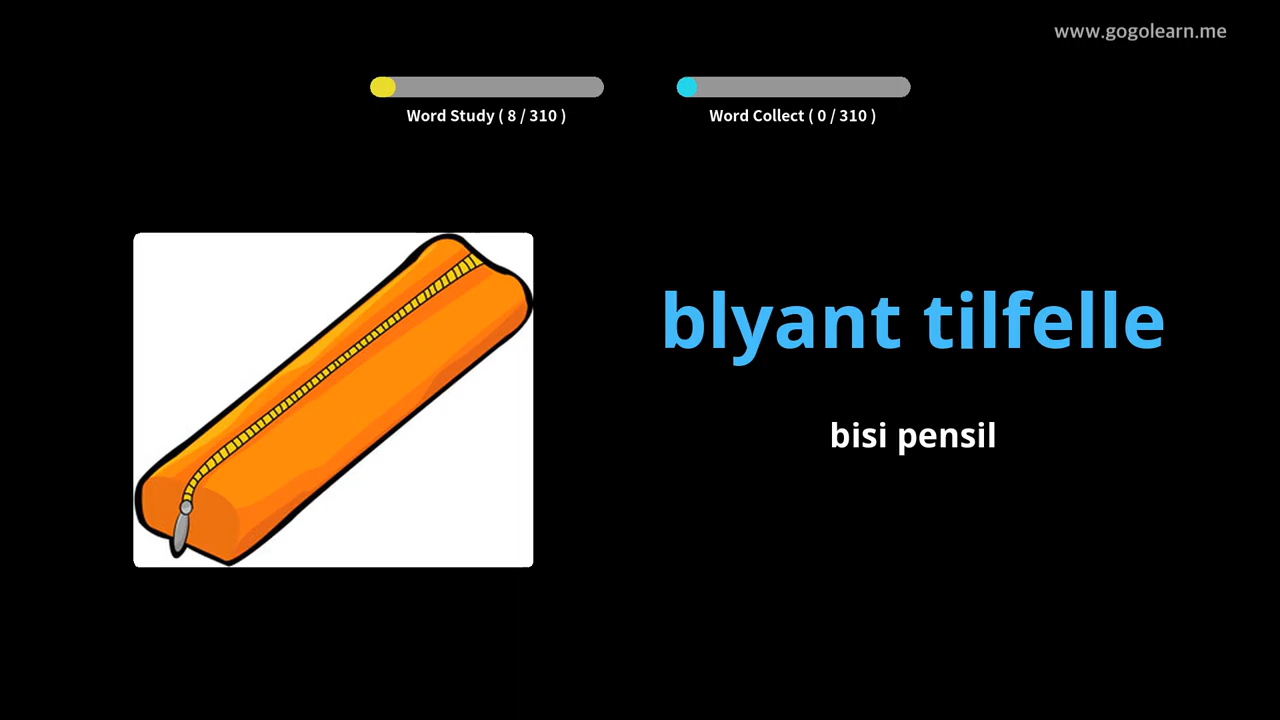 www.gogolearn.me
Word Study ( 8 / 310 )
Word Collect ( 0 / 310 )
blyant tilfelle
bisi pensil